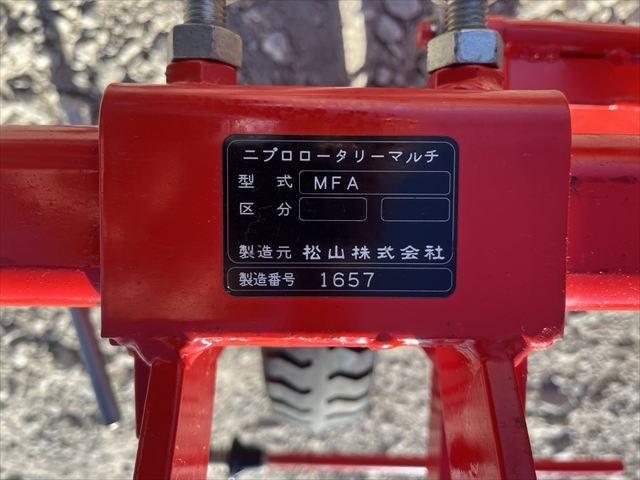 ニプロロータリーマルチ
型式 MFA
区分
製造元 松山株式会社
製造番号 1657